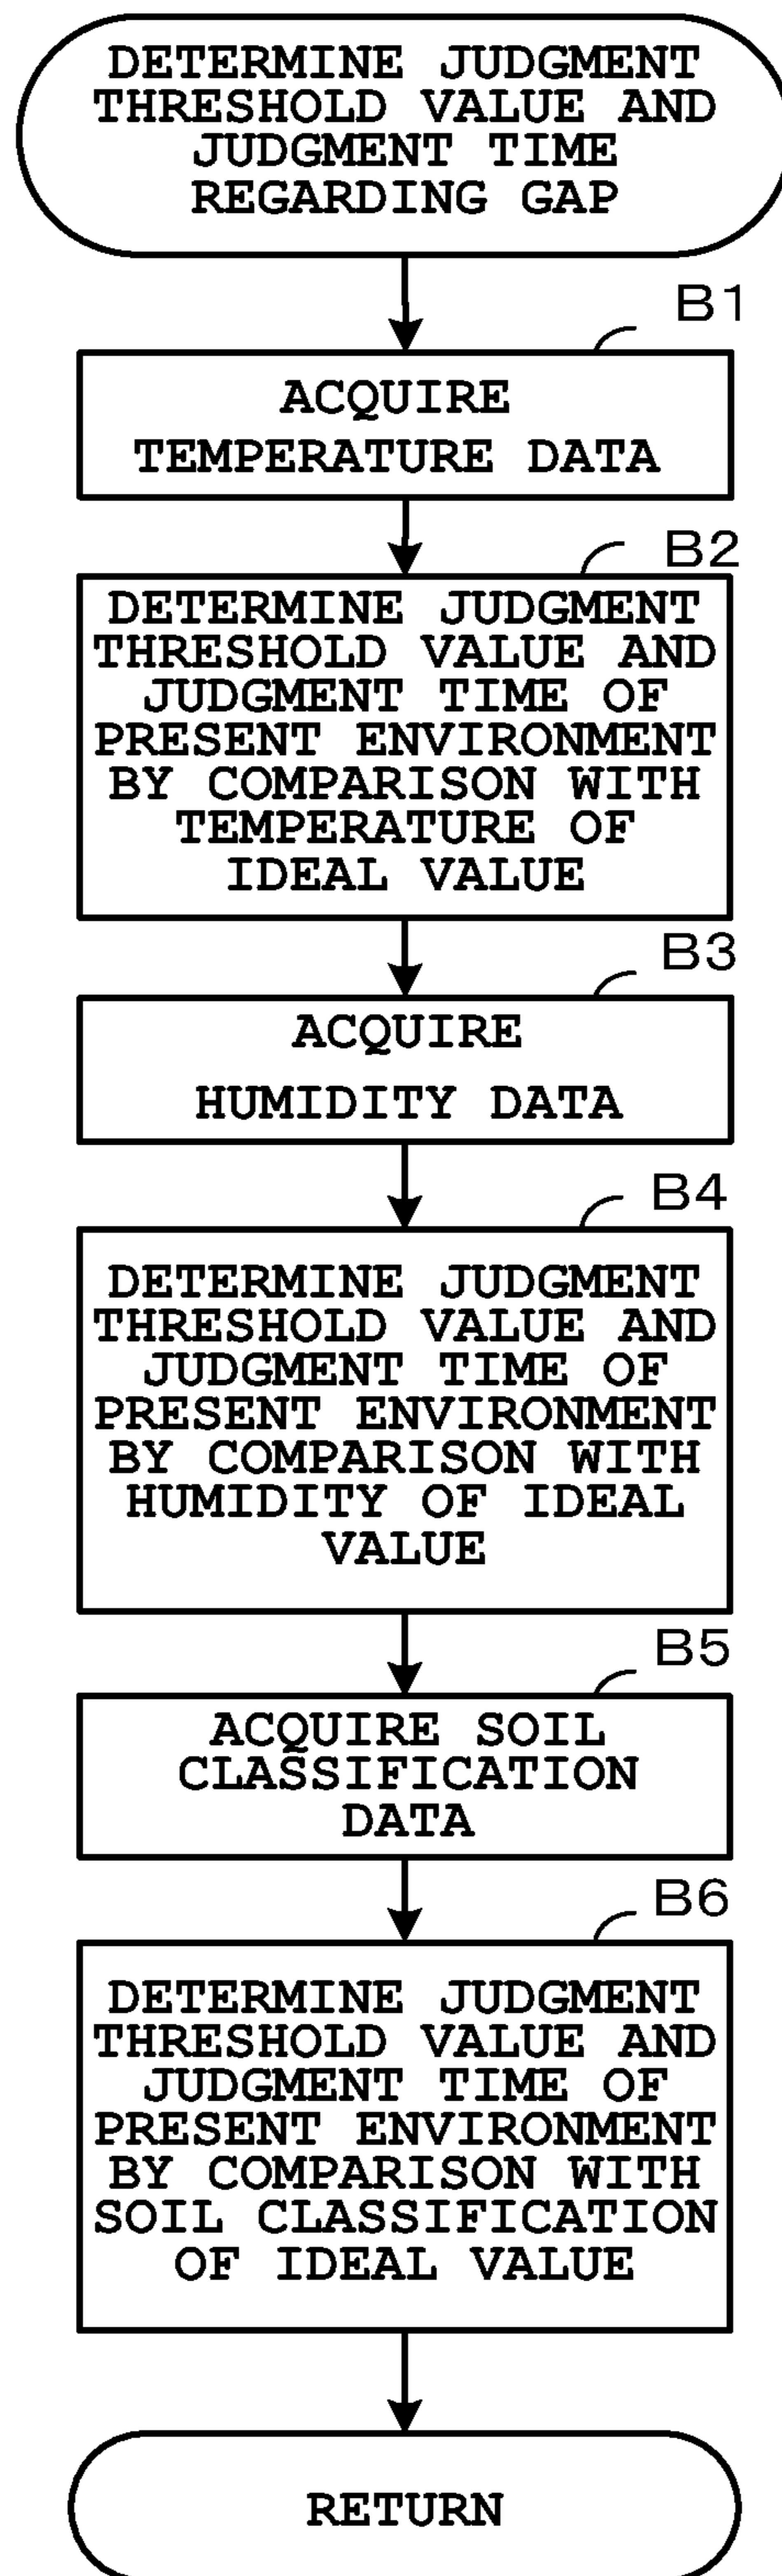 DETERMINE JUDGMENT
THRESHOLD VALUE AND
JUDGMENT TIME
REGARDING GAP
B1
ACQUIRE
TEMPERATURE DATA
B2
DETERMINE JUDGMENT
THRESHOLD VALUE AND
JUDGMENT TIME OF
PRESENT ENVIRONMENT
BY COMPARISON WITH
TEMPERATURE OF
IDEAL VALUE
B3
ACQUIRE
HUMIDITY DATA
B4
DETERMINE JUDGMENT
THRESHOLD VALUE AND
JUDGMENT TIME OF
PRESENT ENVIRONMENT
BY COMPARISON WITH
HUMIDITY OF IDEAL
VALUE
B5
ACQUIRE SOIL
CLASSIFICATION
DATA
B6
DETERMINE JUDGMENT
THRESHOLD VALUE AND
JUDGMENT TIME OF
PRESENT ENVIRONMENT
BY COMPARISON WITH
SOIL CLASSIFICATION
OF IDEAL VALUE
RETURN